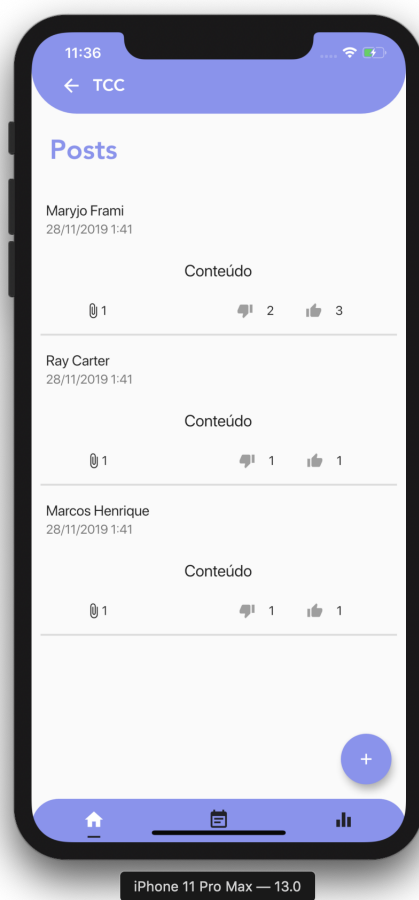 11:36
TCC
Posts
Maryjo Frami
28/11/2019 1:41
Conteúdo
1 2 3
Ray Carter
28/11/2019 1:41
Conteúdo
1 1 1
Marcos Henrique
28/11/2019 1:41
Conteúdo
1 1 1
+
iPhone 11 Pro Max — 13.0